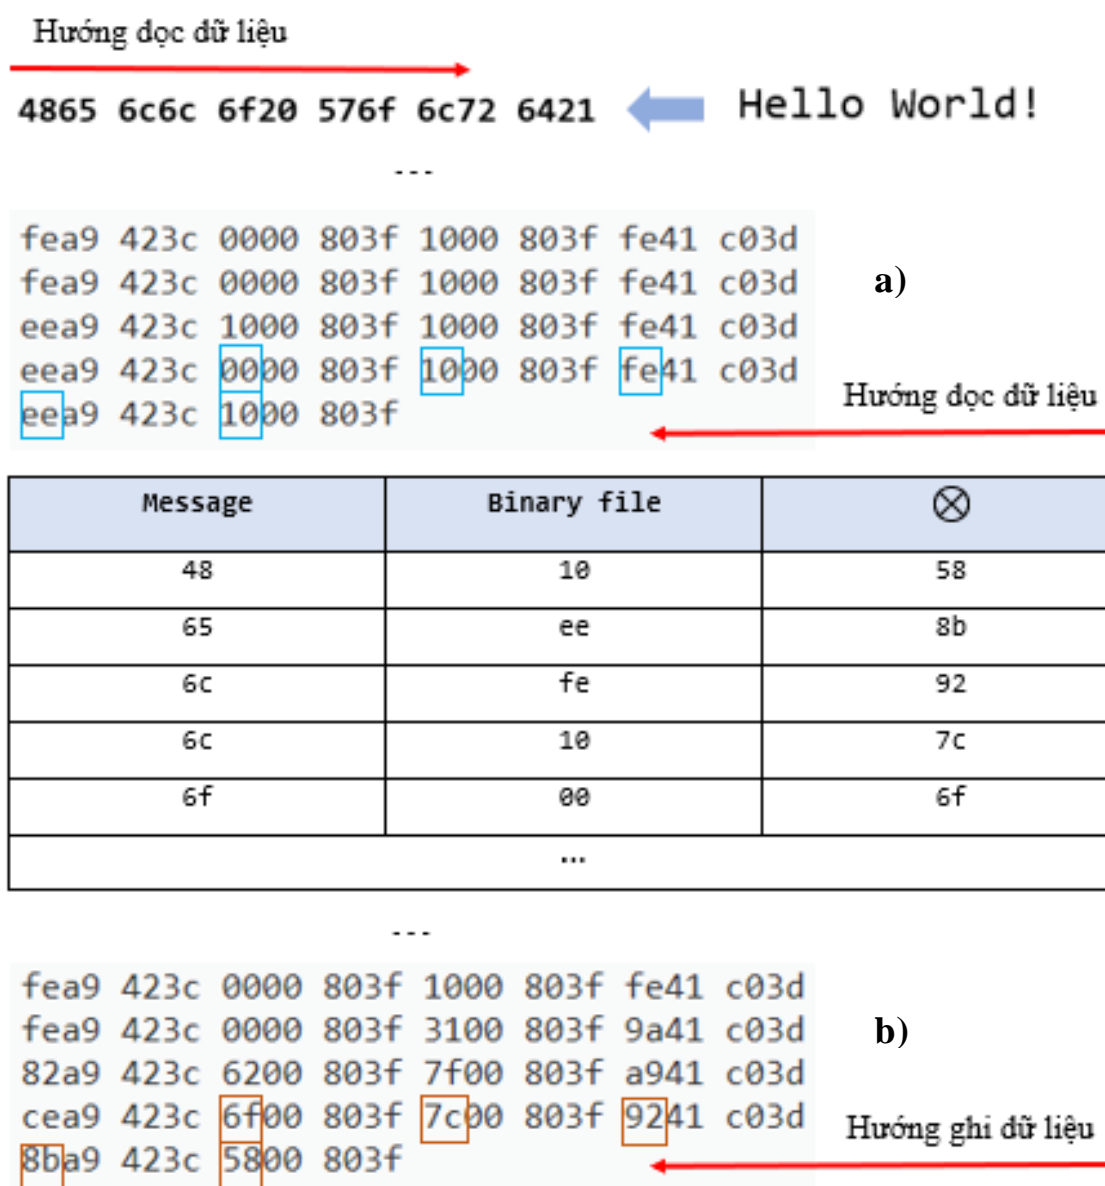 Hướng đọc dữ liệu
4865 6c6c 6f20 576f 6c72 6421 Hello World!
---
fea9 423c 0000 803f 1000 803f fe41 c03d
fea9 423c 0000 803f 1000 803f fe41 c03d
a)
eea9 423c 1000 803f 1000 803f fe41 c03d
eea9 423c 0000 803f 1000 803f fe41 c03d
Hướng đọc dữ liệu
eea9 423c 1000 803f
Message Binary file ⊗
48 10 58
65 ee 8b
6c fe 92
6c 10 7c
6f 00 6f
...
---
fea9 423c 0000 803f 1000 803f fe41 c03d
fea9 423c 0000 803f 3100 803f 9a41 c03d
b)
82a9 423c 6200 803f 7f00 803f a941 c03d
cea9 423c 6f00 803f 7c00 803f 9241 c03d
Hướng ghi dữ liệu
8ba9 423c 5800 803f